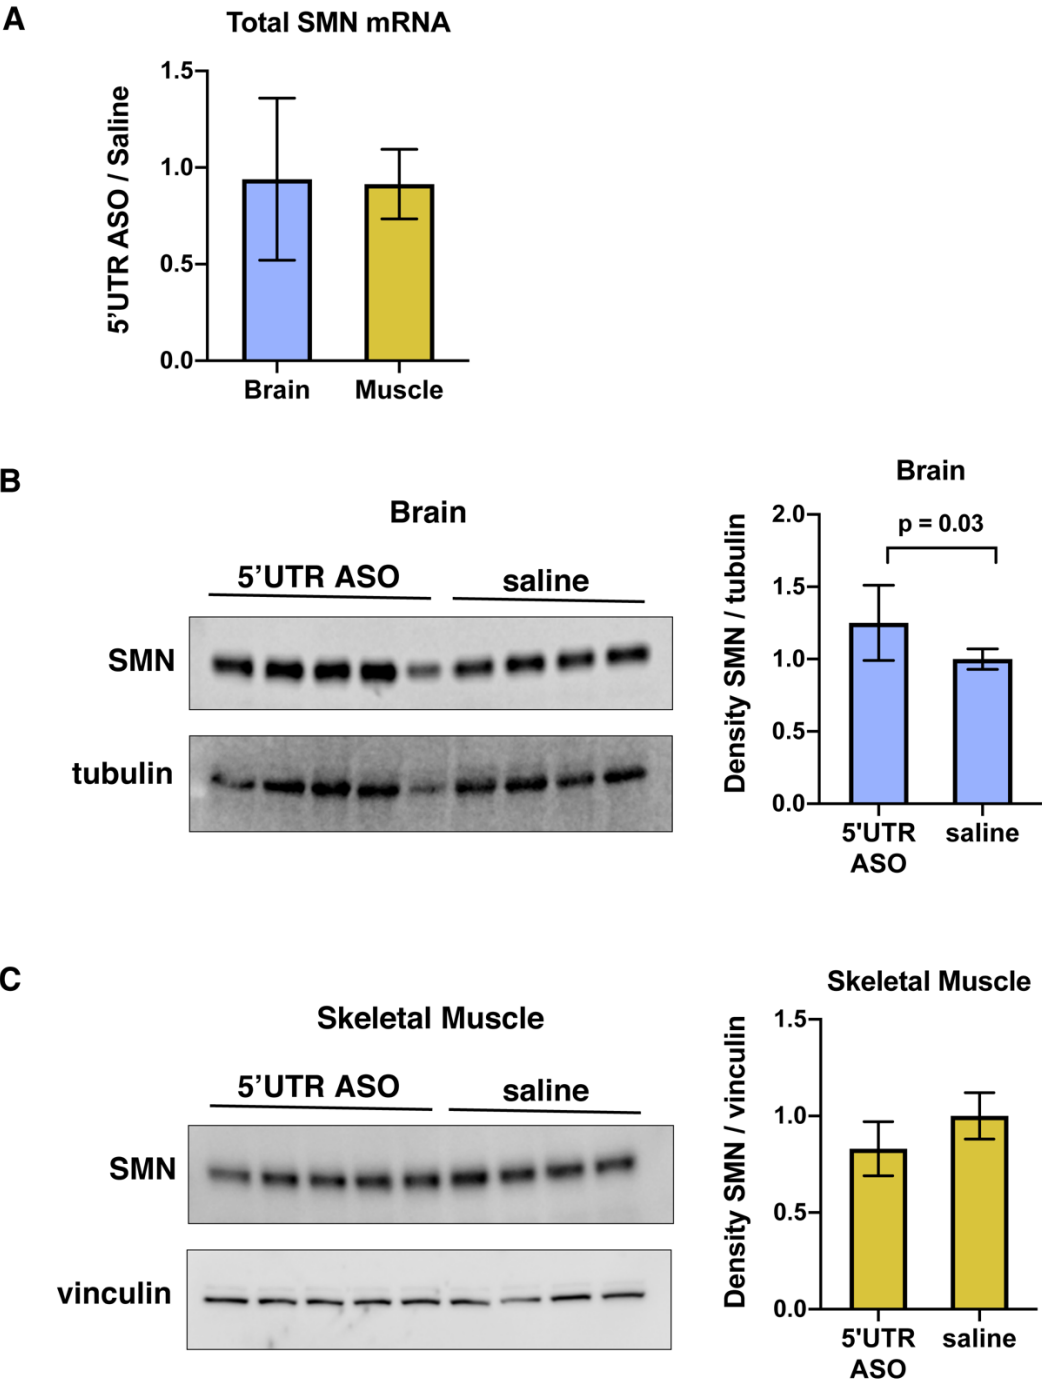 A
Total SMN mRNA
5'UTR ASO / Saline
1.5
1.0
0.5
0.0
Brain
Muscle
B
Brain
5’UTR ASO
saline
SMN
tubulin
Brain
p = 0.03
Density SMN / tubulin
2.0
1.5
1.0
0.5
0.0
5'UTR
ASO
saline
C
Skeletal Muscle
5’UTR ASO
saline
SMN
vinculin
Skeletal Muscle
Density SMN / vinculin
1.5
1.0
0.5
0.0
5'UTR
ASO
saline